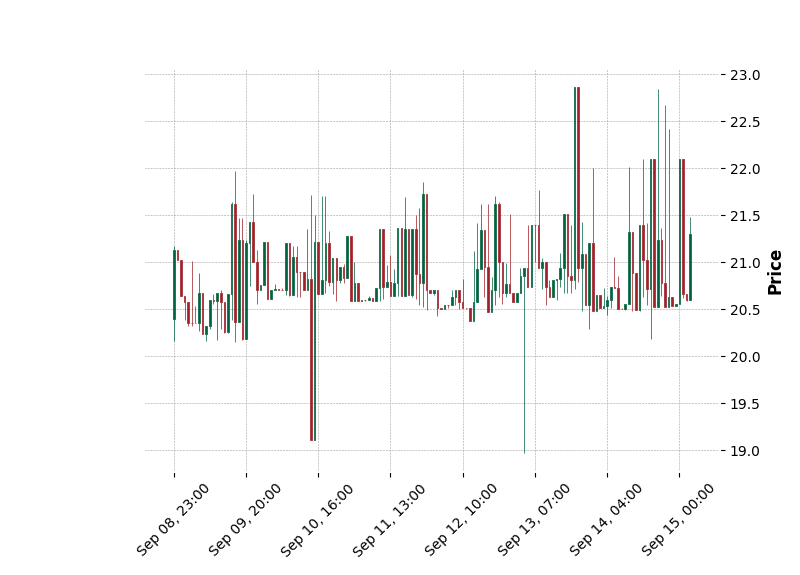 23.0
22.5
22.0
21.5
21.0
20.5
20.0
19.5
19.0
Price
Sep 08, 23:00
Sep 09, 20:00
Sep 10, 16:00
Sep 11, 13:00
Sep 12, 10:00
Sep 13, 07:00
Sep 14, 04:00
Sep 15, 00:00